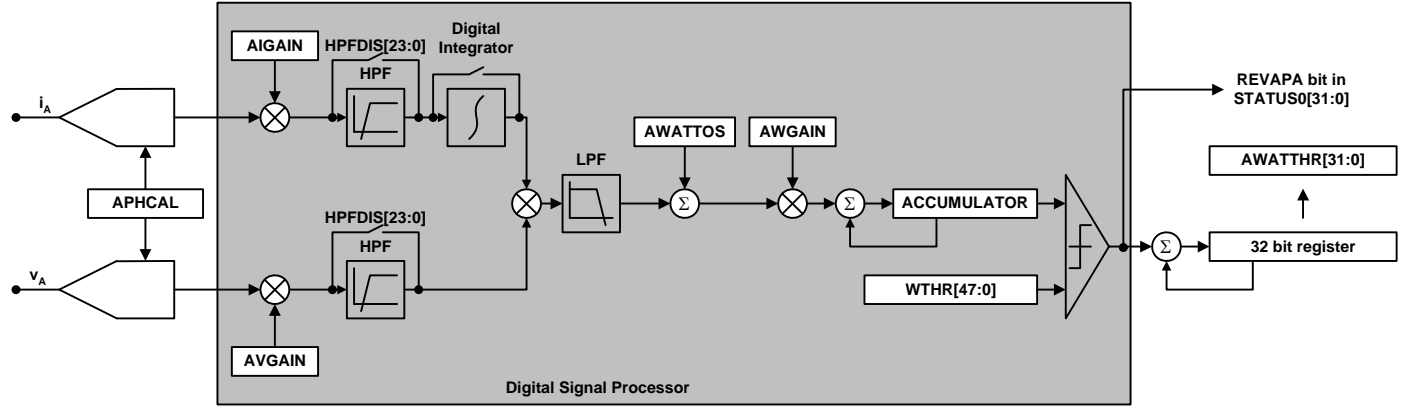 Digital
Integrator
AIGAIN
HPFDIS[23:0]
HPF
iA
REVAPA bit in
STATUS0[31:0]
AWATTOS
AWGAIN
LPF
AWATTHR[31:0]
APHCAL
HPFDIS[23:0]
HPF
Σ
Σ
ACCUMULATOR
Σ
32 bit register
vA
WTHR[47:0]
AVGAIN
Digital Signal Processor